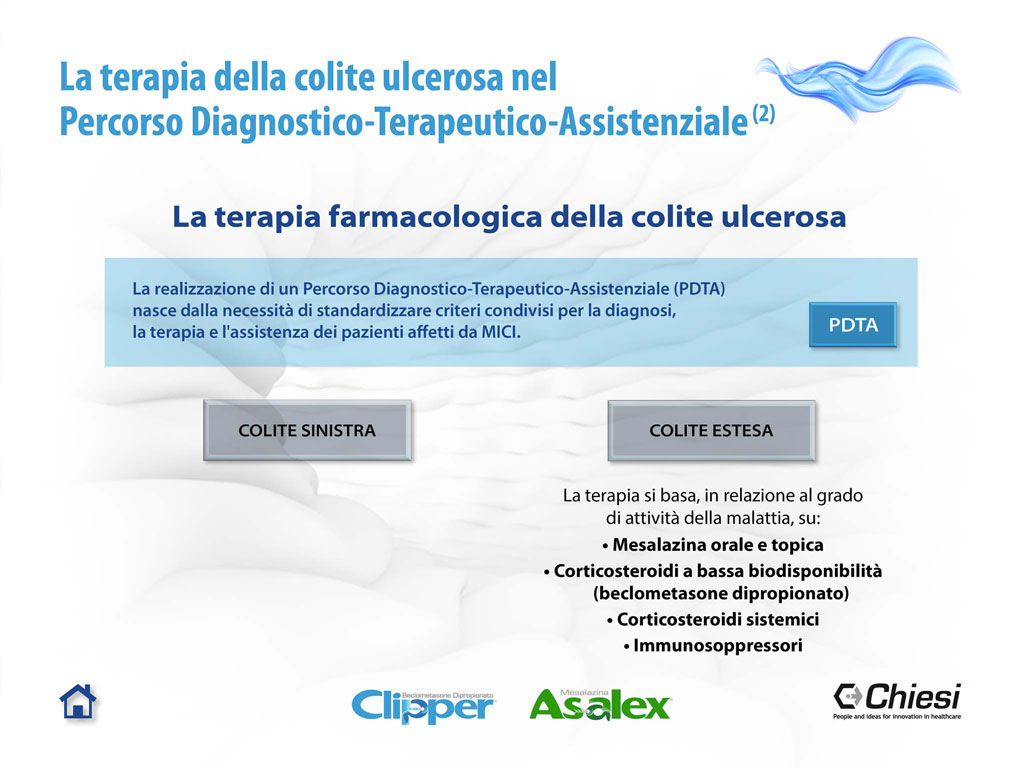 La terapia della colite ulcerosa nel
Percorso Diagnostico-Terapeutico-Assistenziale (2)
La terapia farmacologica della colite ulcerosa
La realizzazione di un Percorso Diagnostico-Terapeutico-Assistenziale (PDTA)
nasce dalla necessità di standardizzare criteri condivisi per la diagnosi,
la terapia e l'assistenza dei pazienti affetti da MICI.
PDTA
COLITE SINISTRA
COLITE ESTESA
La terapia si basa, in relazione al grado
di attività della malattia, su:
• Mesalazina orale e topica
• Corticosteroidi a bassa biodisponibilità
(beclometasone dipropionato)
• Corticosteroidi sistemici
• Immunosoppressori
Beclometasone Dipropionato
Clipper®
Mesalazina
Asalex®
Chiesi
People and ideas for innovation in healthcare